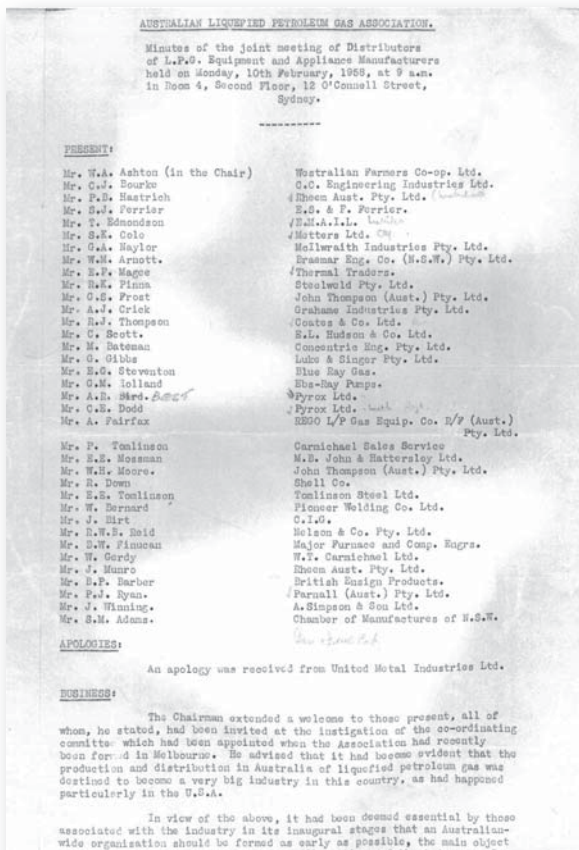 AUSTRALIAN LIQUEFIED PETROLEUM GAS ASSOCIATION.
Minutes of the joint meeting of Distributors
of L.P.G. Equipment and Appliance Manufacturers
held on Monday, 10th February, 1958, at 9 a.m.
in Room 4, Second Floor, 12 O'Connell Street,
Sydney.
PRESENT:
Mr. W.A. Ashton (in the Chair) Westralian Farmers Co-op. Ltd.
Mr. C.J. Bourke C.C. Engineering Industries Ltd.
Mr. P.B. Hastrich Rheem Aust. Pty. Ltd.
Mr. S.J. Ferrier E.S. & F. Ferrier.
Mr. T. Edmondson E.M.A.I.L.
Mr. S.K. Cole Metters Ltd.
Mr. G.A. Naylor McIlwraith Industries Pty. Ltd.
Mr. W.M. Arnott. Braemar Eng. Co. (N.S.W.) Pty. Ltd.
Mr. E.P. Magee Thermal Traders.
Mr. R.K. Pinna Steelweld Pty. Ltd.
Mr. G.S. Frost John Thompson (Aust.) Pty. Ltd.
Mr. A.J. Crick Grahame Industries Pty. Ltd.
Mr. R.J. Thompson Coates & Co. Ltd.
Mr. C. Scott. E.L. Hudson & Co. Ltd.
Mr. M. Bateman Concentric Eng. Pty. Ltd.
Mr. G. Gibbs Luke & Singer Pty. Ltd.
Mr. E.G. Steventon Blue Ray Gas.
Mr. G.M. Iolland Ebs-Ray Pumps.
Mr. A.R. Bird. Pyrox Ltd.
Mr. C.E. Dodd Pyrox Ltd.
Mr. A. Fairfax REGO L/P Gas Equip. Co. R/F (Aust.)
Pty. Ltd.
Mr. P. Tomlinson Carmichael Sales Service
Mr. E.E. Mossman M.B. John & Hattersley Ltd.
Mr. W.H. Moore. John Thompson (Aust.) Pty. Ltd.
Mr. R. Down Shell Co.
Mr. E.E. Tomlinson Tomlinson Steel Ltd.
Mr. W. Bernard Pioneer Welding Co. Ltd.
Mr. J. Birt C.I.G.
Mr. R.W.B. Reid Nelson & Co. Pty. Ltd.
Mr. B.W. Finucan Major Furnace and Comp. Engrs.
Mr. W. Gerdy W.T. Carmichael Ltd.
Mr. J. Munro Rheem Aust. Pty. Ltd.
Mr. B.P. Barber British Ensign Products.
Mr. P.J. Ryan. Parnall (Aust.) Pty. Ltd.
Mr. J. Winning. A. Simpson & Son Ltd.
Mr. S.M. Adams. Chamber of Manufactures of N.S.W.
APOLOGIES:
An apology was received from United Metal Industries Ltd.
BUSINESS:
The Chairman extended a welcome to those present, all of
whom, he stated, had been invited at the instigation of the co-ordinating
committee which had been appointed when the Association had recently
been formed in Melbourne. He advised that it had become evident that the
production and distribution in Australia of liquefied petroleum gas was
destined to become a very big industry in this country, as had happened
particularly in the U.S.A.
In view of the above, it had been deemed essential by those
associated with the industry in its inaugural stages that an Australian-
wide organization should be formed as early as possible, the main object